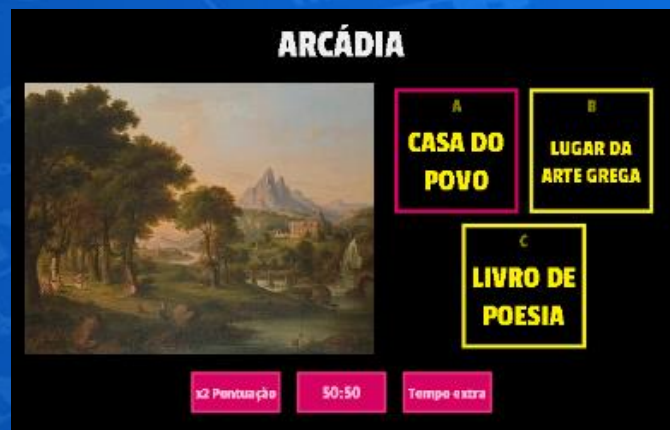 ARCÁDIA
A
CASA DO
POVO
B
LUGAR DA
ARTE GREGA
C
LIVRO DE
POESIA
x2 Pontuação
50:50
Tempo extra